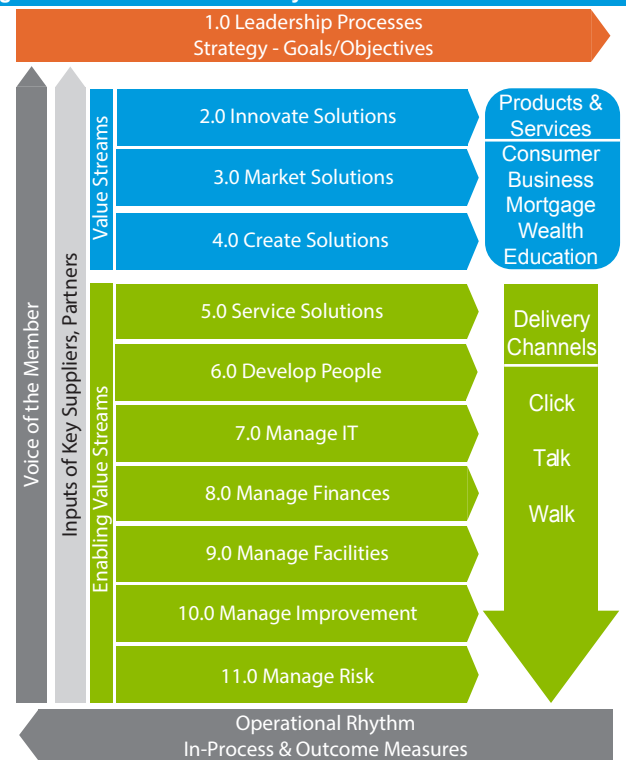 1.0 Leadership Processes
Strategy - Goals/Objectives
Voice of the Member
Inputs of Key Suppliers, Partners
Value Streams
2.0 Innovate Solutions
3.0 Market Solutions
4.0 Create Solutions
Products &
Services
Consumer
Business
Mortgage
Wealth
Education
Enabling Value Streams
5.0 Service Solutions
6.0 Develop People
7.0 Manage IT
8.0 Manage Finances
9.0 Manage Facilities
10.0 Manage Improvement
11.0 Manage Risk
Delivery
Channels
Click
Talk
Walk
Operational Rhythm
In-Process & Outcome Measures